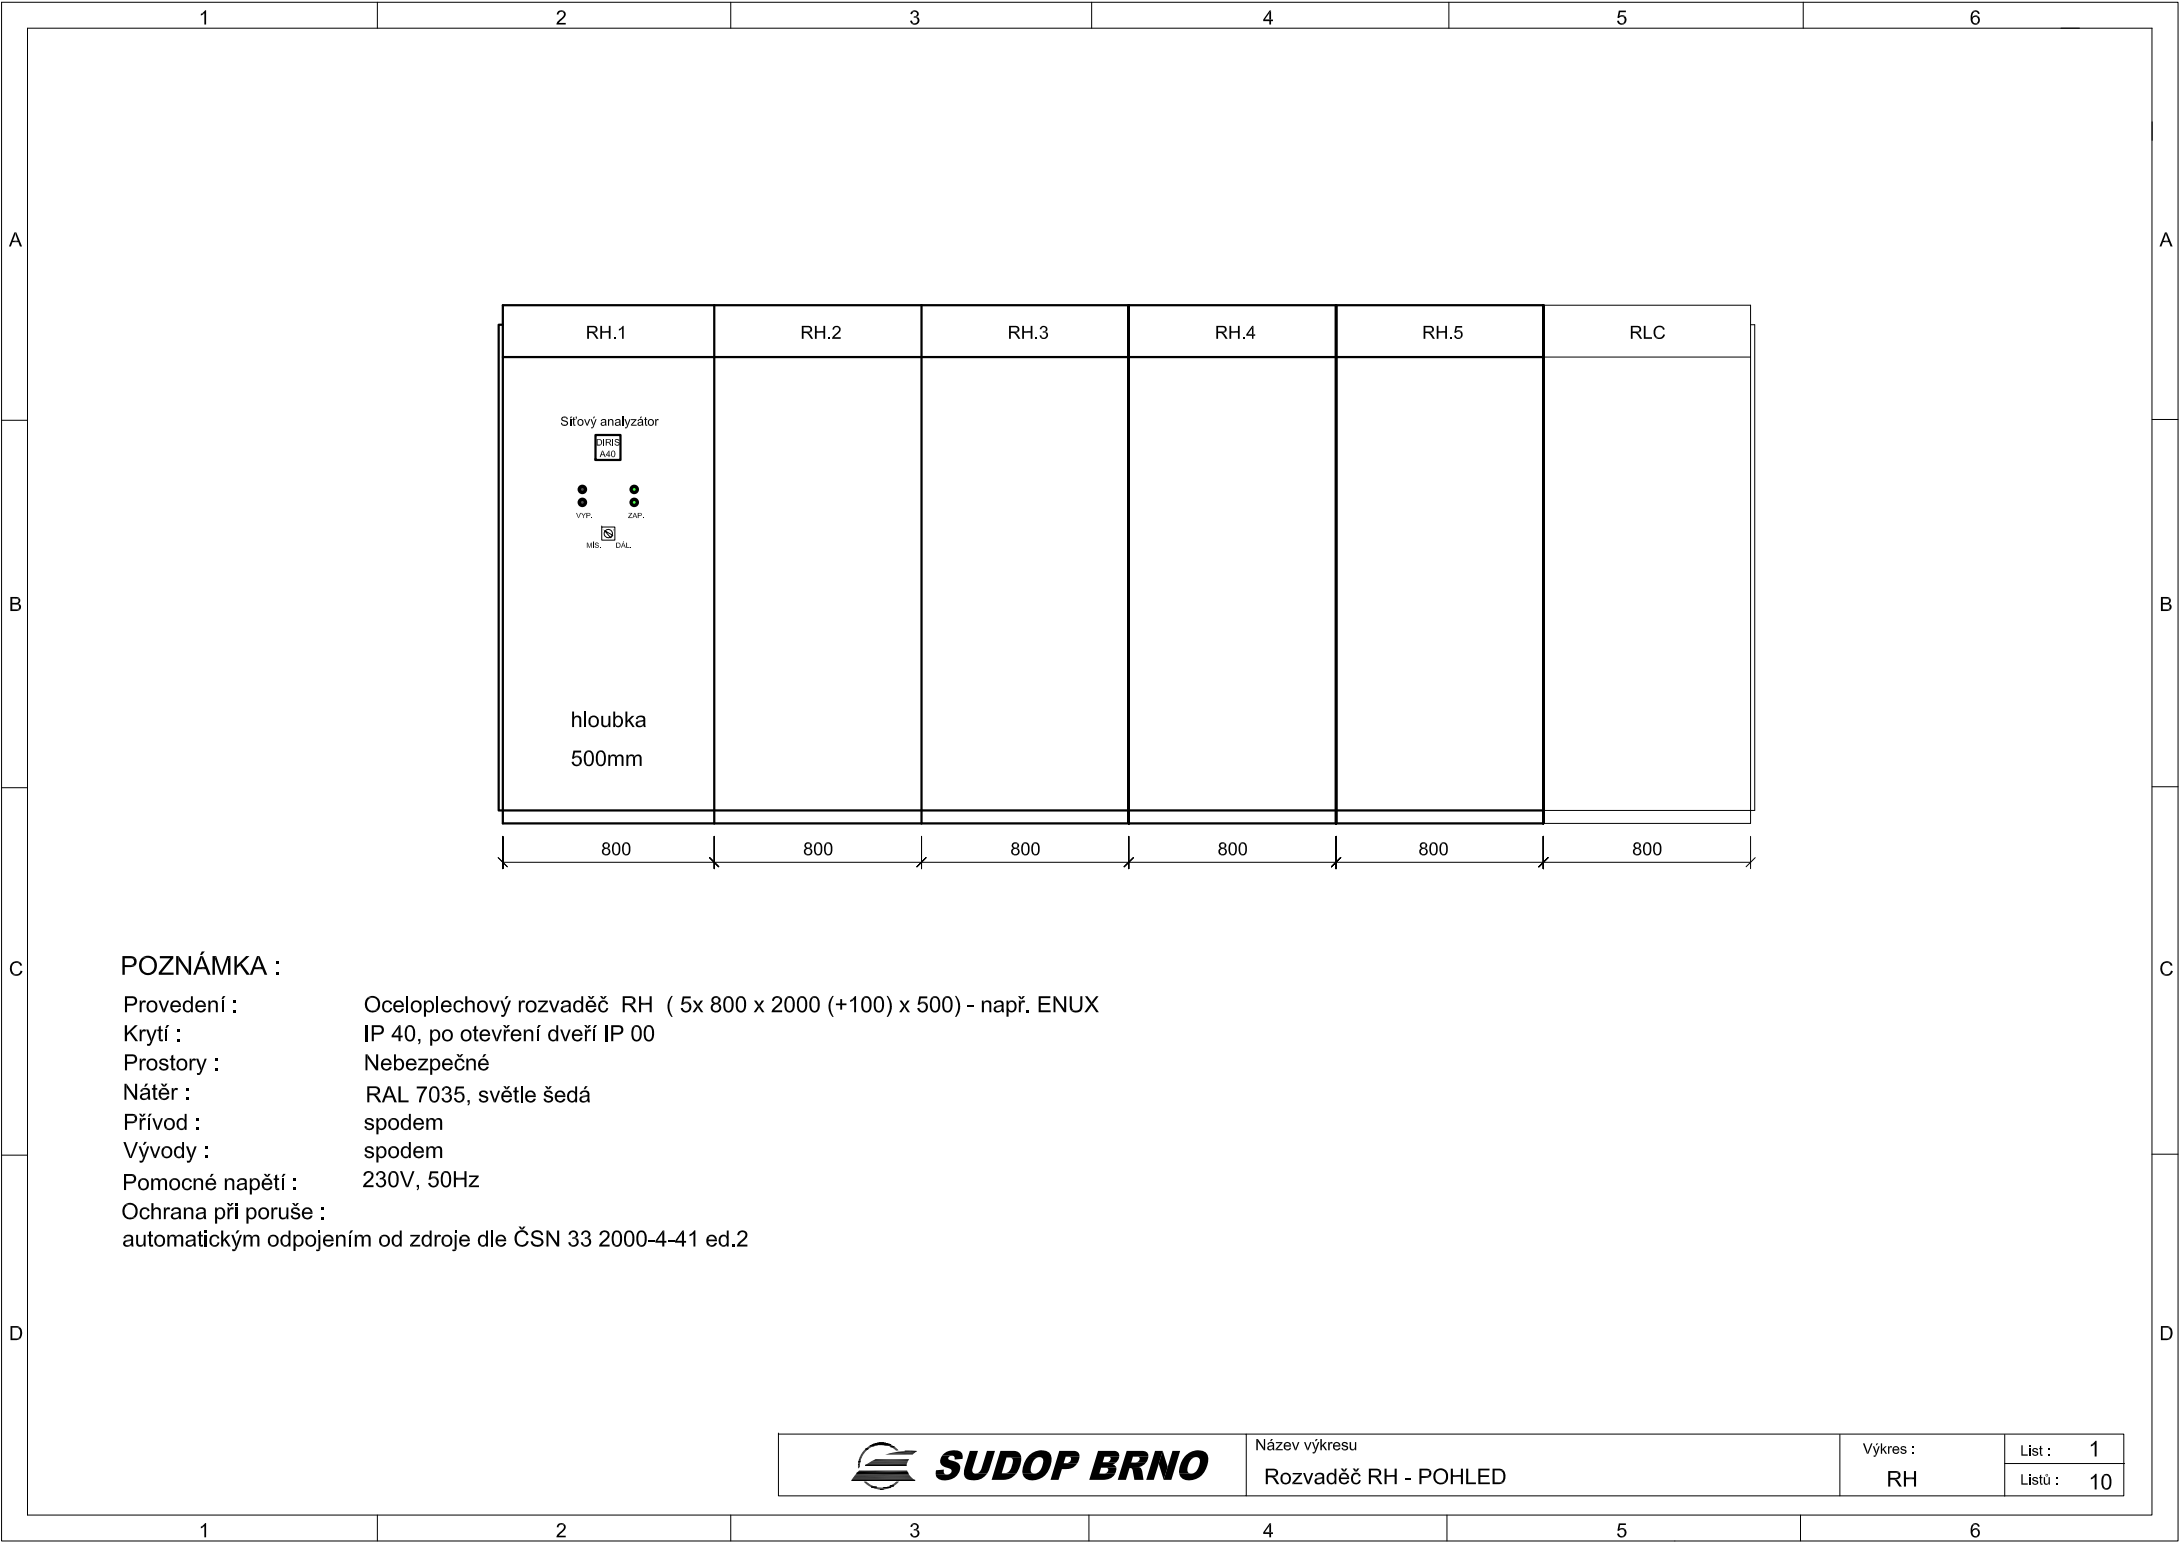 1 2 3 4 5 6
A A
RH.1 RH.2 RH.3 RH.4 RH.5 RLC
Síťový analyzátor
DIRIS
A40
VYP. ZAP.
MÍS. DÁL.
B B
hloubka
500mm
800 800 800 800 800 800
POZNÁMKA :
C C
Provedení : Oceloplechový rozvaděč RH ( 5x 800 x 2000 (+100) x 500) - např. ENUX
Krytí : IP 40, po otevření dveří IP 00
Prostory : Nebezpečné
Nátěr : RAL 7035, světle šedá
Přívod : spodem
Vývody : spodem
Pomocné napětí : 230V, 50Hz
Ochrana při poruše :
automatickým odpojením od zdroje dle ČSN 33 2000-4-41 ed.2
D D
SUDOP BRNO
Název výkresu
Rozvaděč RH - POHLED
Výkres :
RH
List : 1
Listů : 10
1 2 3 4 5 6